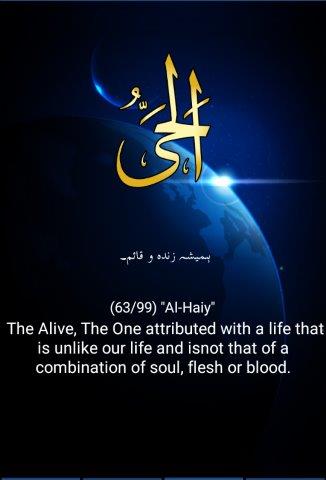 الحَيُّ
ہمیشہ زندہ و قائم۔
(63/99) "Al-Haiy"
The Alive, The One attributed with a life that
is unlike our life and isnot that of a
combination of soul, flesh or blood.